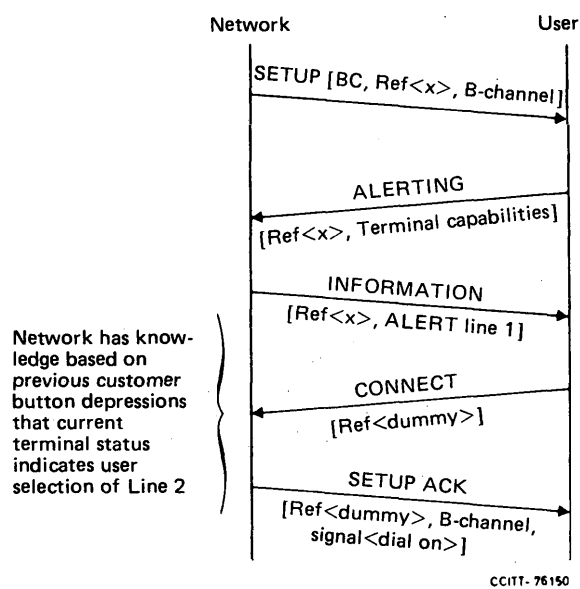 Network
User
SETUP [BC, Ref<x>, B-channel]
ALERTING
[Ref<x>, Terminal capabilities]
INFORMATION
[Ref<x>, ALERT line 1]
Network has know-
ledge based on
previous customer
button depressions
that current
terminal status
indicates user
selection of Line 2
CONNECT
[Ref<dummy>]
SETUP ACK
[Ref<dummy>, B-channel,
signal<dial on>]
CCITT-76150